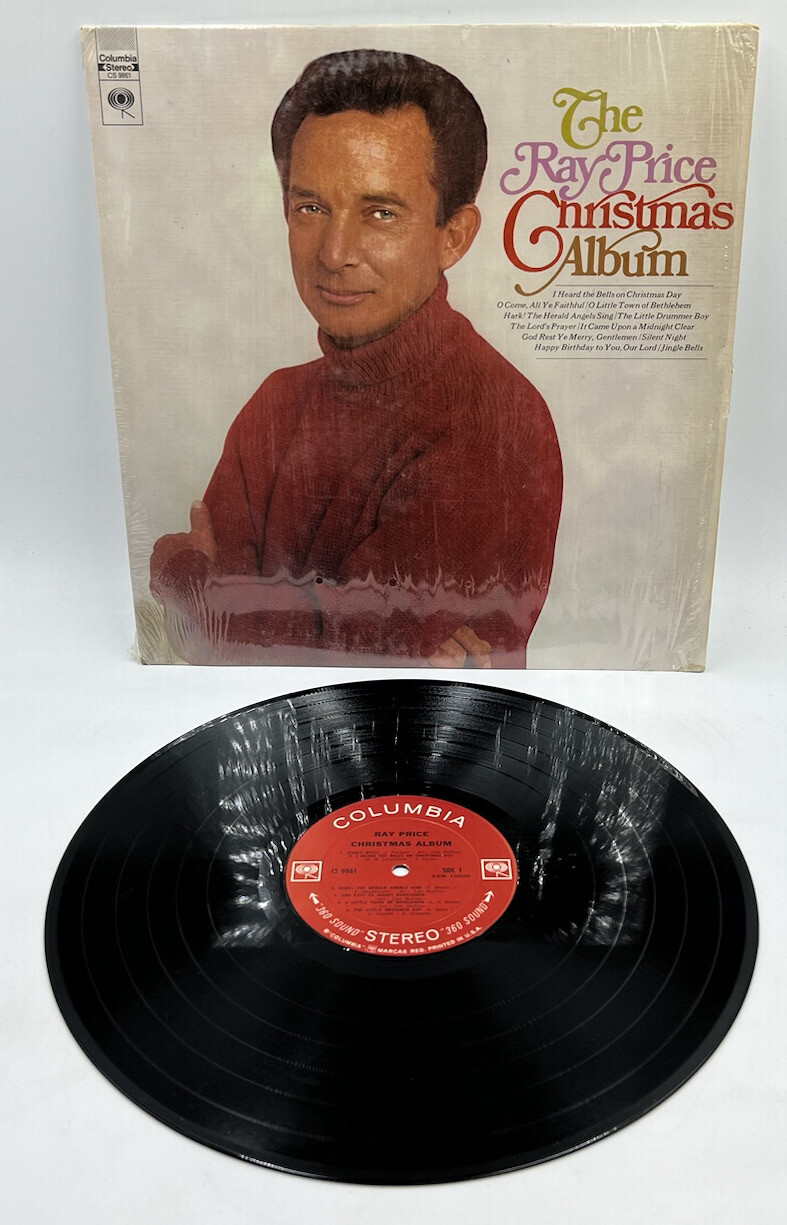 Columbia
Stereo
CS 9861
The
Ray Price
Christmas
Album
I Heard the Bells on Christmas Day
O Come, All Ye Faithful/O Little Town of Bethlehem
Hark! The Herald Angels Sing/The Little Drummer Boy
The Lord's Prayer/It Came Upon a Midnight Clear
God Rest Ye Merry, Gentlemen/Silent Night
Happy Birthday to You, Our Lord/Jingle Bells
COLUMBIA
RAY PRICE
CHRISTMAS ALBUM
CS 9861
SIDE 1
"360 SOUND" STEREO "360 SOUND"
® "COLUMBIA", MARCAS REG. PRINTED IN U.S.A.